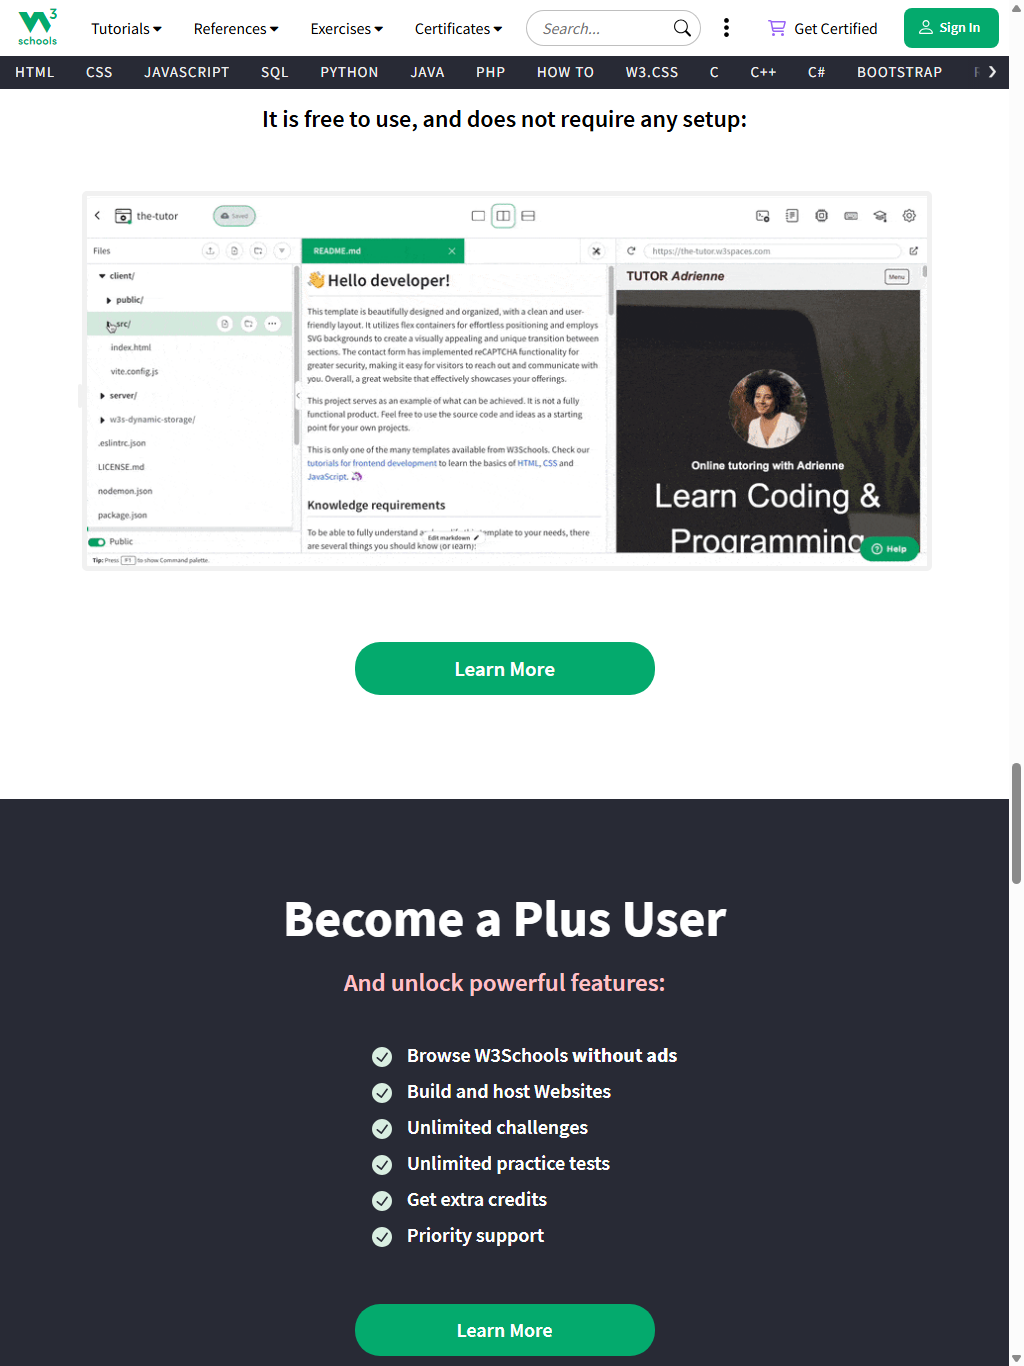 W3 schools
Tutorials References Exercises Certificates Search... Get Certified Sign In
HTML CSS JAVASCRIPT SQL PYTHON JAVA PHP HOW TO W3.CSS C C++ C# BOOTSTRAP
It is free to use, and does not require any setup:
the-tutor Saved
Files
client/
public/
src/
index.html
vite.config.js
server/
w3s-dynamic-storage/
.eslintrc.json
LICENSE.md
nodemon.json
package.json
Public
Tip: Press F1 to show Command palette.
README.md
👋 Hello developer!
This template is beautifully designed and organized, with a clean and user-
friendly layout. It utilizes flex containers for effortless positioning and employs
SVG backgrounds to create a visually appealing and unique transition between
sections. The contact form has implemented reCAPTCHA functionality for
greater security, making it easy for visitors to reach out and communicate with
you. Overall, a great website that effectively showcases your offerings.
This project serves as an example of what can be achieved. It is not a fully
functional product. Feel free to use the source code and ideas as a starting
point for your own projects.
This is only one of the many templates available from W3Schools. Check our
tutorials for frontend development to learn the basics of HTML, CSS and
JavaScript. 🦄
Knowledge requirements
To be able to fully understand and template to your needs, there
are several things you should know (or learn):
Edit markdown
https://the-tutor.w3spaces.com
TUTOR Adrienne
Menu
Online tutoring with Adrienne
Learn Coding &
Programming
Help
Learn More
Become a Plus User
And unlock powerful features:
Browse W3Schools without ads
Build and host Websites
Unlimited challenges
Unlimited practice tests
Get extra credits
Priority support
Learn More